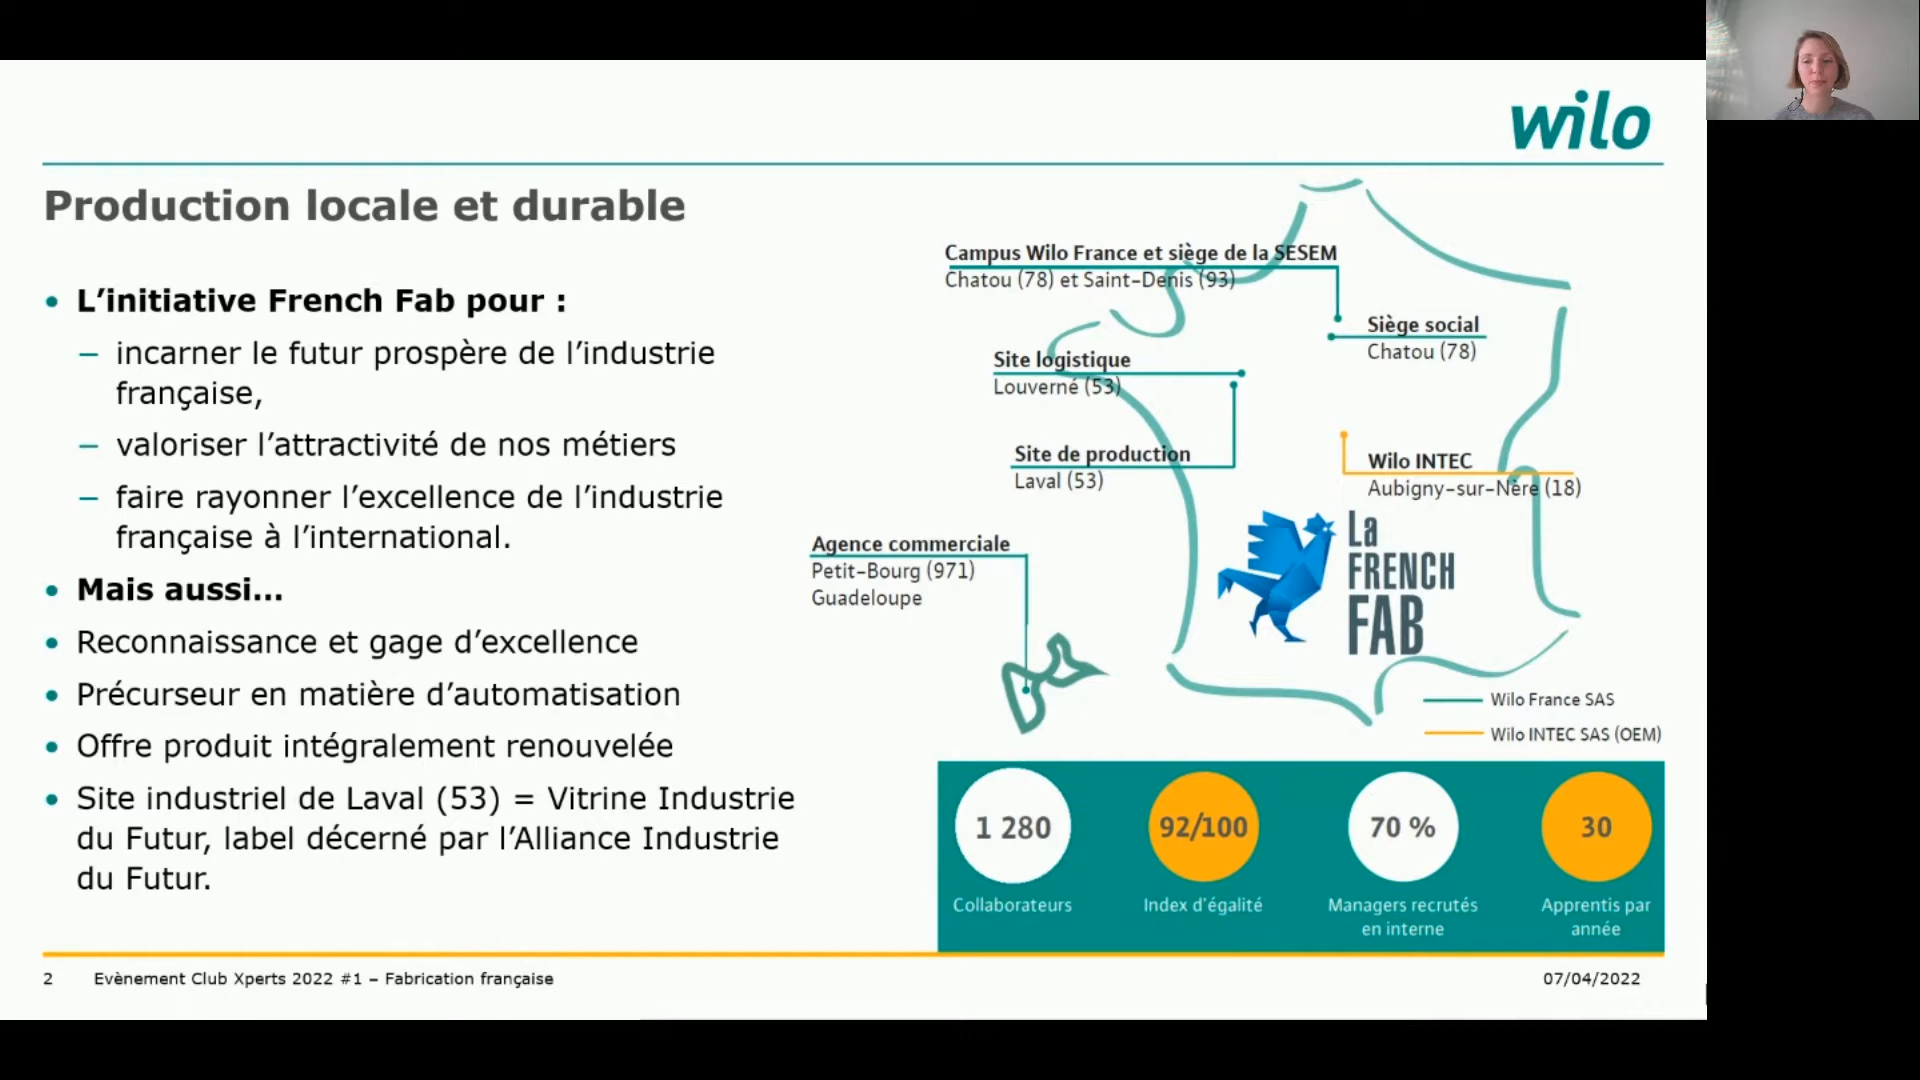 wilo
Production locale et durable
• L’initiative French Fab pour :
– incarner le futur prospère de l’industrie
française,
– valoriser l’attractivité de nos métiers
– faire rayonner l’excellence de l’industrie
française à l’international.
• Mais aussi…
• Reconnaissance et gage d’excellence
• Précurseur en matière d’automatisation
• Offre produit intégralement renouvelée
• Site industriel de Laval (53) = Vitrine Industrie
du Futur, label décerné par l’Alliance Industrie
du Futur.
Campus Wilo France et siège de la SESEM
Chatou (78) et Saint-Denis (93)
Siège social
Chatou (78)
Site logistique
Louverné (53)
Site de production
Laval (53)
Wilo INTEC
Aubigny-sur-Nère (18)
Agence commerciale
Petit-Bourg (971)
Guadeloupe
La
FRENCH
FAB
Wilo France SAS
Wilo INTEC SAS (OEM)
1 280
Collaborateurs
92/100
Index d’égalité
70 %
Managers recrutés
en interne
30
Apprentis par
année
2 Evènement Club Xperts 2022 #1 – Fabrication française
07/04/2022